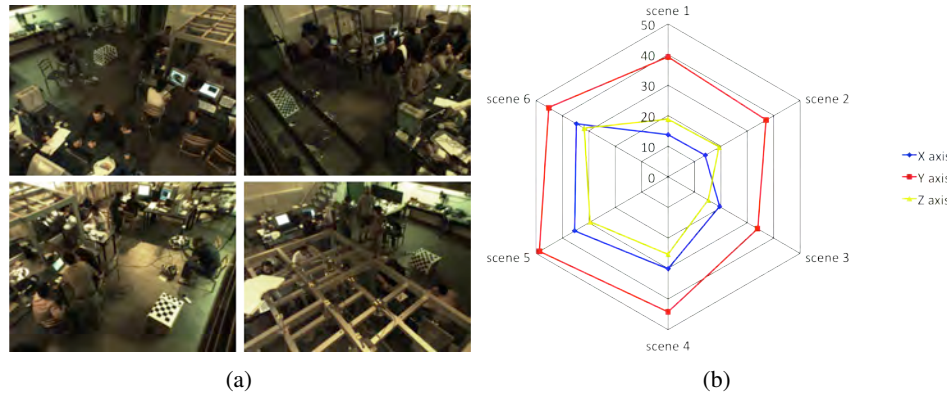 scene 1
50
40
30
20
10
0
scene 2
scene 3
scene 4
scene 5
scene 6
X axis
Y axis
Z axis
(a)
(b)